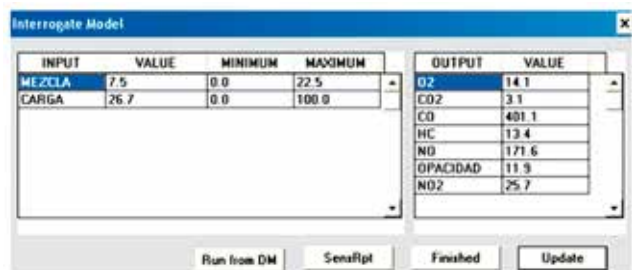 Interrogate Model
INPUT VALUE MINIMUM MAXIMUM
MEZCLA 7.5 0.0 22.5
CARGA 26.7 0.0 100.0
OUTPUT VALUE
O2 14.1
CO2 3.1
CO 401.1
HC 13.4
NO 171.6
OPACIDAD 11.9
NO2 25.7
Run from DM SensRpt Finished Update